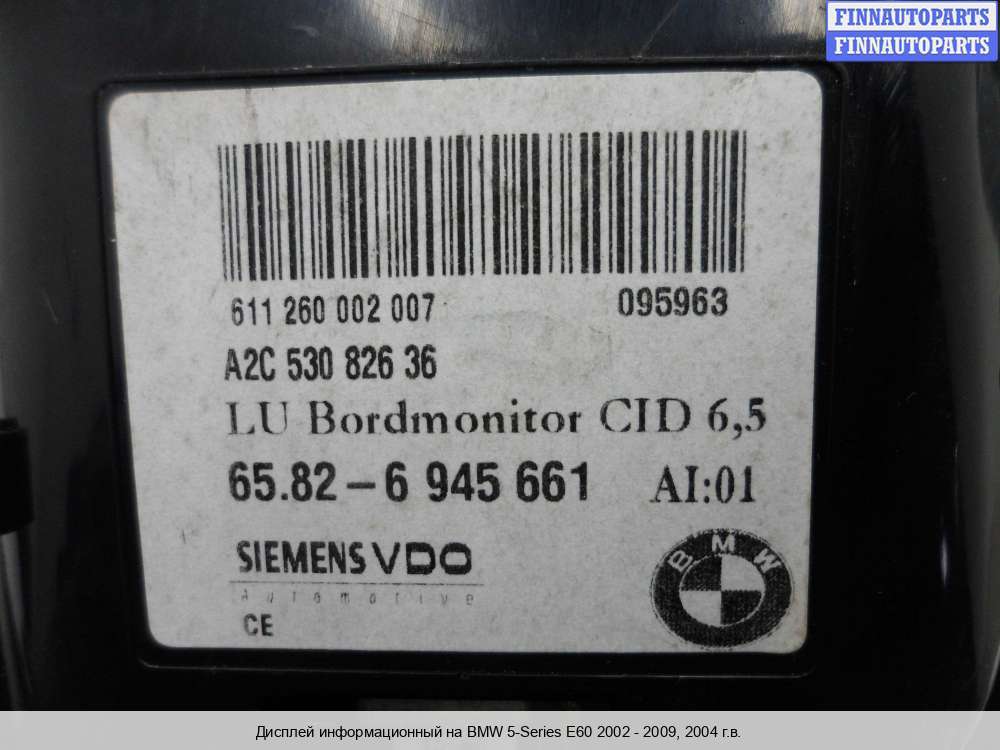 FINNAUTOPARTS
FINNAUTOPARTS
611 260 002 007 095963
A2C 530 826 36
LU Bordmonitor CID 6,5
65.82-6 945 661 AI:01
SIEMENS VDO
Automotive
CE
BMW
Дисплей информационный на BMW 5-Series E60 2002 - 2009, 2004 г.в.